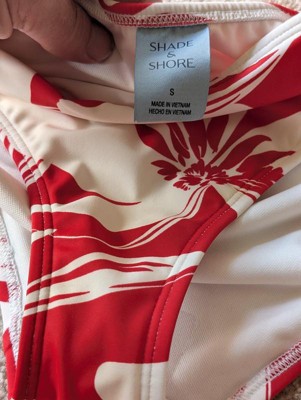 SHADE
&
SHORE
S
MADE IN VIETNAM
HECHO EN VIETNAM